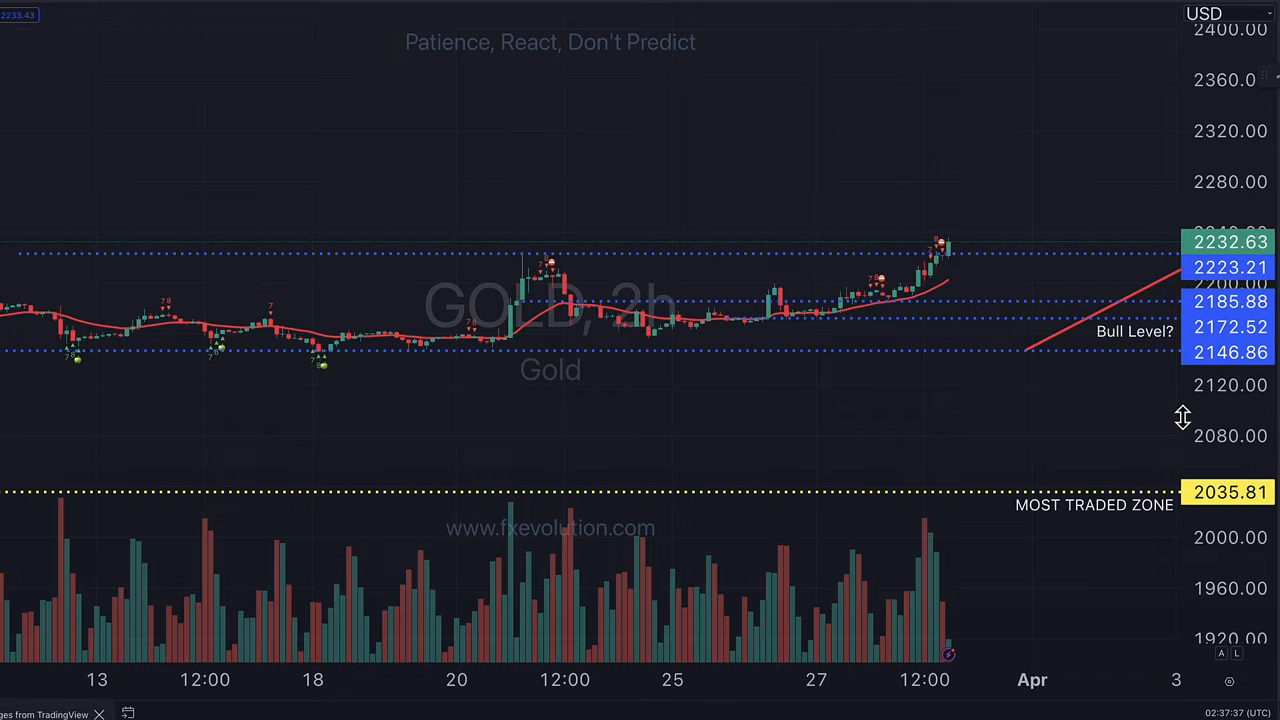 2233.43
USD
2400.00
Patience, React, Don't Predict
2360.00
2320.00
2280.00
2232.63
2223.21
2200.00
GOLD, 2h
2185.88
2172.52
Bull Level?
2146.86
Gold
2120.00
2080.00
2035.81
MOST TRADED ZONE
www.fxevolution.com
2000.00
1960.00
1920.00
A L
13 12:00 18 20 12:00 25 27 12:00 Apr 3
ges from TradingView
02:37:37 (UTC)